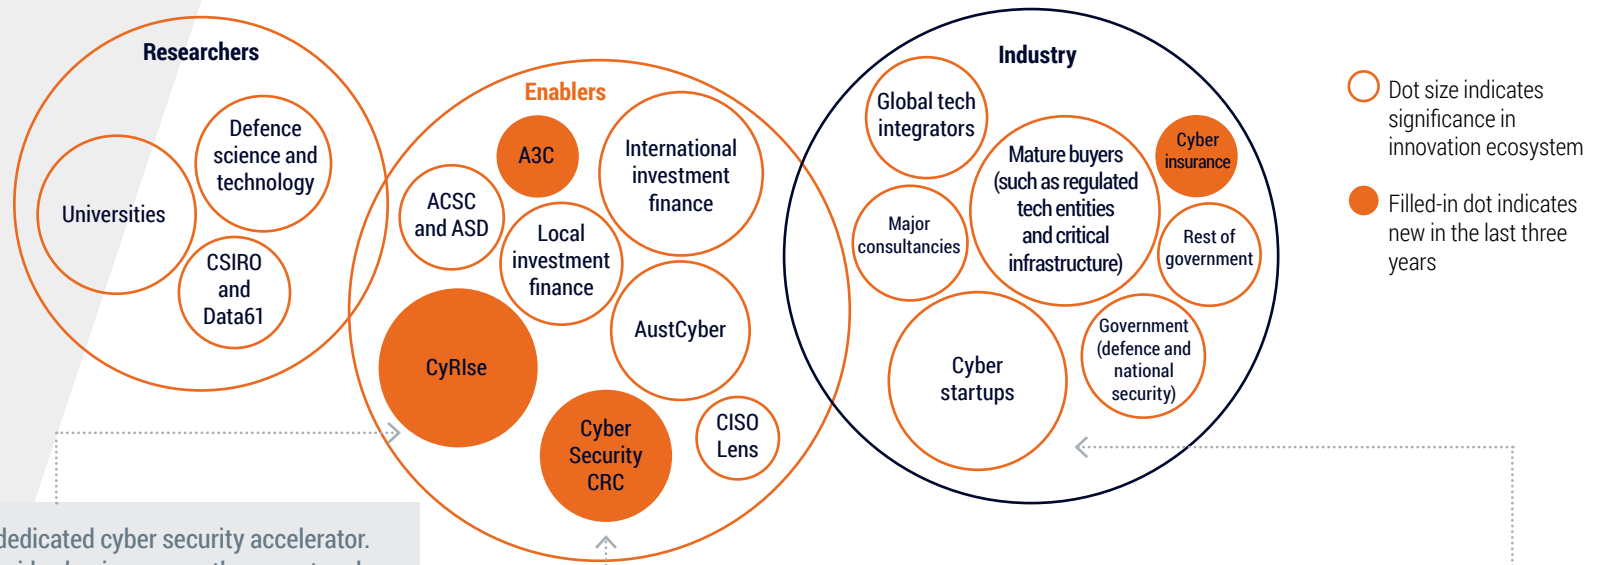 Researchers
Universities
Defence
science and
technology
CSIRO
and
Data61
Enablers
A3C
International
investment
finance
ACSC
and ASD
Local
investment
finance
CyRIse
AustCyber
Cyber
Security
CRC
CISO
Lens
Industry
Global tech
integrators
Mature buyers
(such as regulated
tech entities
and critical
infrastructure)
Cyber
insurance
Major
consultancies
Rest of
government
Cyber
startups
Government
(defence and
national
security)
Dot size indicates
significance in
innovation ecosystem
Filled-in dot indicates
new in the last three
years
dedicated cyber security accelerator.